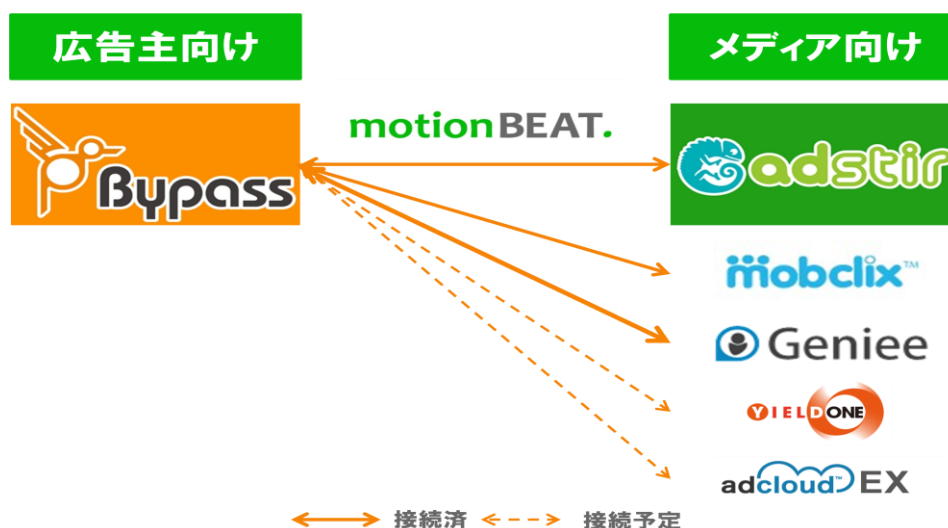 広告主向け
メディア向け
Bypass
motionBEAT.
adstir
mobclix™
Geniee
YIELDONE
adcloud™ EX
接続済
接続予定